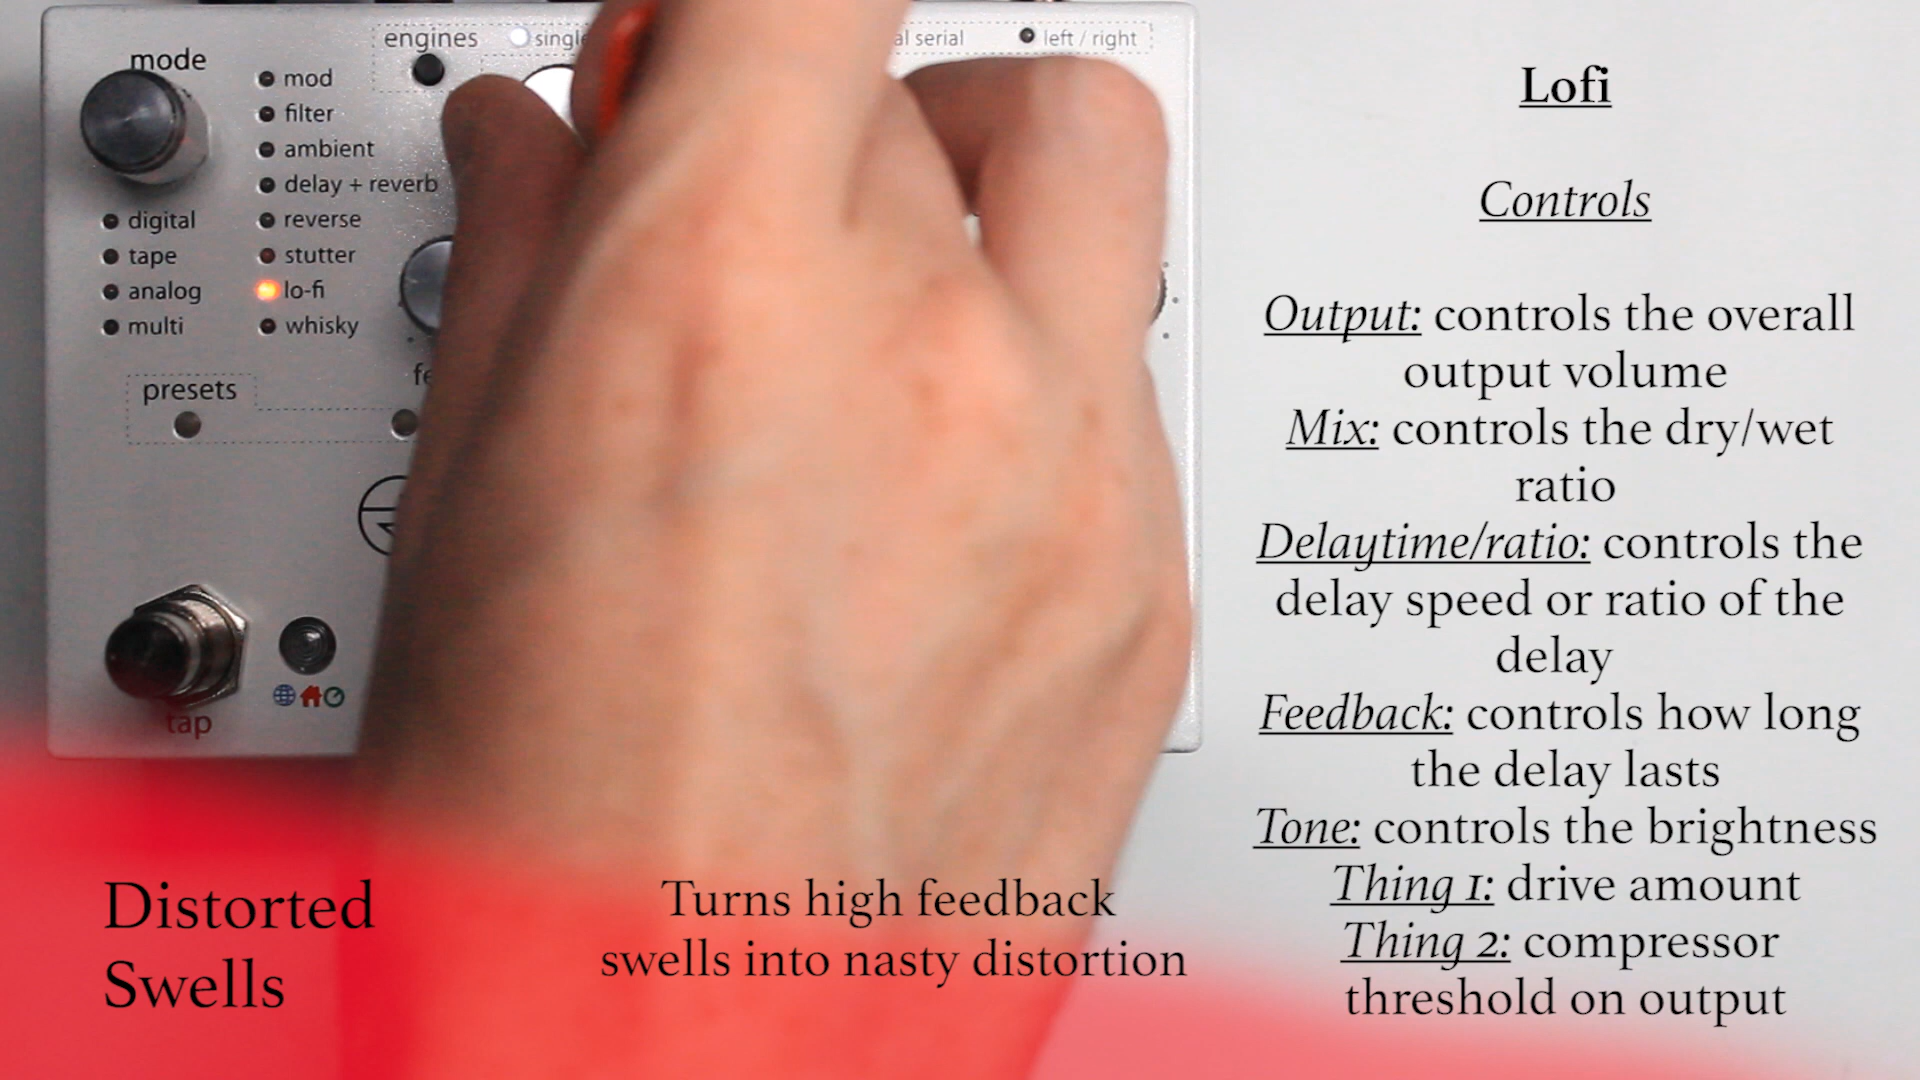 engines
single
al serial
left / right
mode
mod
filter
ambient
delay + reverb
digital
reverse
tape
stutter
analog
lo-fi
multi
whisky
presets
tap
Lofi
Controls
Output: controls the overall
output volume
Mix: controls the dry/wet
ratio
Delaytime/ratio: controls the
delay speed or ratio of the
delay
Feedback: controls how long
the delay lasts
Tone: controls the brightness
Thing 1: drive amount
Thing 2: compressor
threshold on output
Distorted
Swells
Turns high feedback
swells into nasty distortion